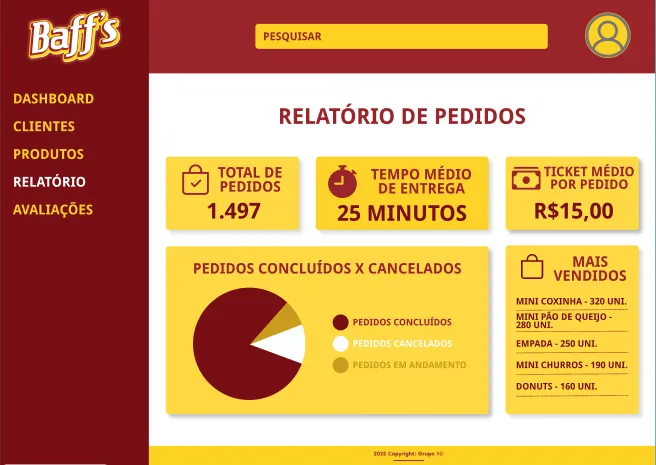 Baff's
PESQUISAR
DASHBOARD
CLIENTES
PRODUTOS
RELATÓRIO
AVALIAÇÕES
RELATÓRIO DE PEDIDOS
TOTAL DE
PEDIDOS
1.497
TEMPO MÉDIO
DE ENTREGA
25 MINUTOS
TICKET MÉDIO
POR PEDIDO
R$15,00
PEDIDOS CONCLUÍDOS X CANCELADOS
PEDIDOS CONCLUÍDOS
PEDIDOS CANCELADOS
PEDIDOS EM ANDAMENTO
MAIS
VENDIDOS
MINI COXINHA - 320 UNI.
MINI PÃO DE QUEIJO -
280 UNI.
EMPADA - 250 UNI.
MINI CHURROS - 190 UNI.
DONUTS - 160 UNI.
2025 Copyright: Grupo 1©